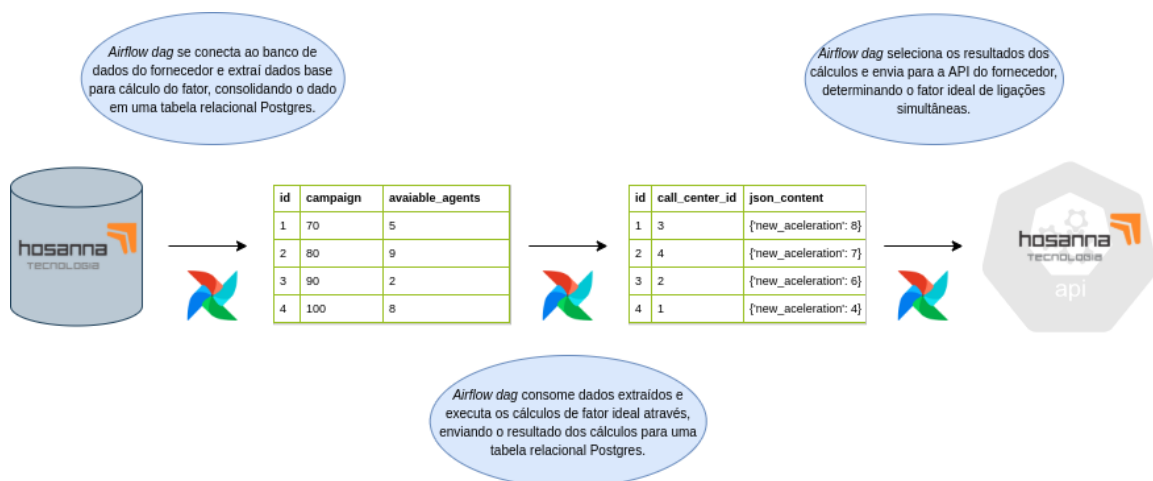 Airflow dag se conecta ao banco de
dados do fornecedor e extraí dados base
para cálculo do fator, consolidando o dado
em uma tabela relacional Postgres.
Airflow dag seleciona os resultados dos
cálculos e envia para a API do fornecedor,
determinando o fator ideal de ligações
simultâneas.
hosanna
TECNOLOGIA
id campaign avaiable_agents
1 70 5
2 80 9
3 90 2
4 100 8
id call_center_id json_content
1 3 {'new_aceleration': 8}
2 4 {'new_aceleration': 7}
3 2 {'new_aceleration': 6}
4 1 {'new_aceleration': 4}
hosanna
TECNOLOGIA
api
Airflow dag consome dados extraídos e
executa os cálculos de fator ideal através,
enviando o resultado dos cálculos para uma
tabela relacional Postgres.